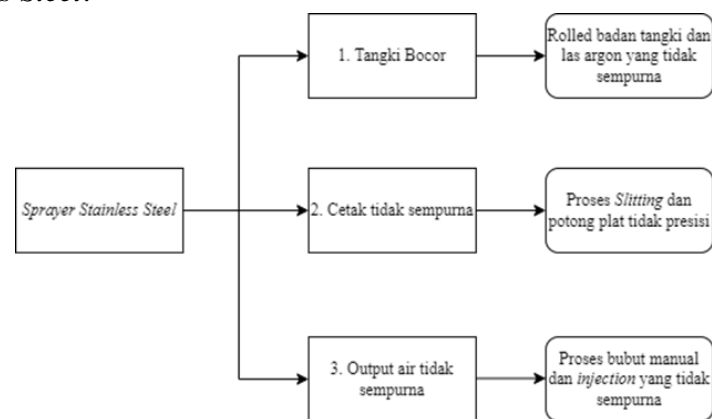 Steel.
Rolled badan tangki dan
las argon yang tidak
sempurna
1. Tangki Bocor
Sprayer Stainless Steel
2. Cetak tidak sempurna
Proses Slitting dan
potong plat tidak presisi
3. Output air tidak
sempurna
Proses bubut manual
dan injection yang tidak
sempurna